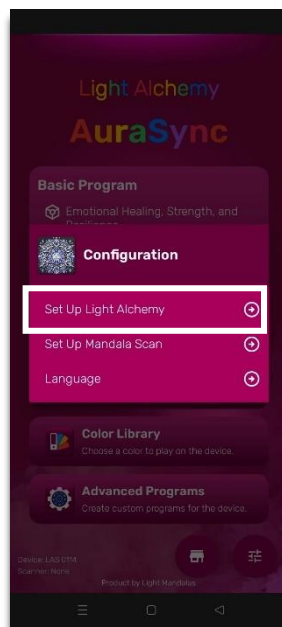 Light Alchemy
AuraSync
Basic Program
Emotional Healing, Strength, and
Resilience
Configuration
Set Up Light Alchemy
Set Up Mandala Scan
Language
Color Library
Choose a color to play on the device.
Advanced Programs
Create custom programs for the device.
Device: LAS 0114
Scanner: None
Product by Light Mandalas